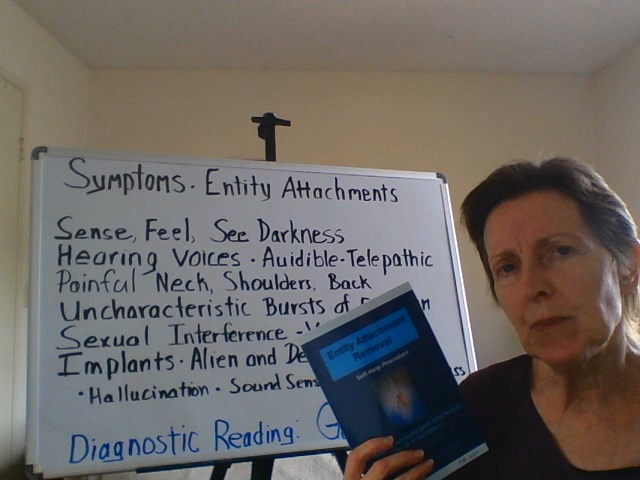 Symptoms. Entity Attachments
Sense, Feel, See Darkness
Hearing Voices. Auidible-Telepathic
Painful Neck, Shoulders, Back
Uncharacteristic Bursts of
Sexual Interference -
Implants. Alien and
• Hallucination. Sound Sens
Diagnostic Reading:
Entity Attachment
Removal
Self-Help Procedure